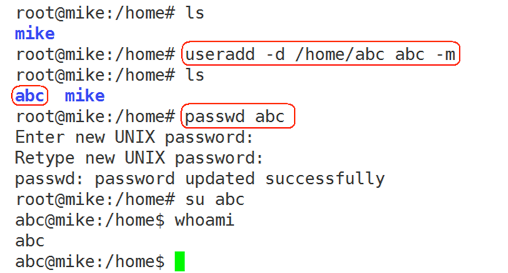 root@mike:/home# ls
mike
root@mike:/home# useradd -d /home/abc abc -m
root@mike:/home# ls
abc  mike
root@mike:/home# passwd abc
Enter new UNIX password:
Retype new UNIX password:
passwd: password updated successfully
root@mike:/home# su abc
abc@mike:/home$ whoami
abc
abc@mike:/home$